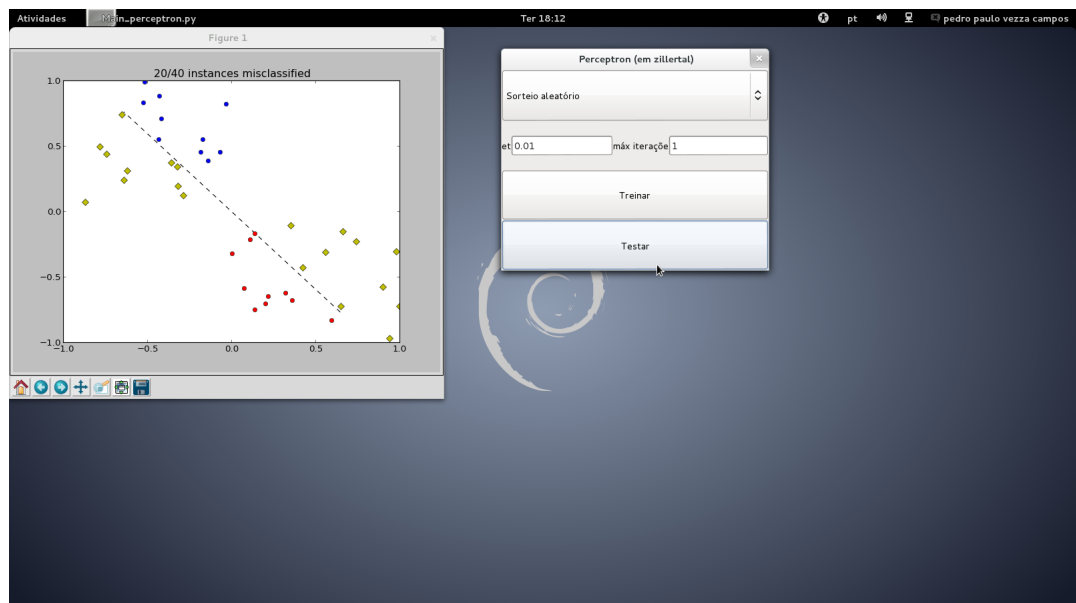 Atividades
Main_perceptron.py
Ter 18:12
pt
pedro paulo vezza campos
Figure 1
20/40 instances misclassified
1.0
0.5
0.0
−0.5
−1.0
−1.0 −0.5 0.0 0.5 1.0
Perceptron (em zillertal)
Sorteio aleatório
et 0.01 máx iteraçõe 1
Treinar
Testar